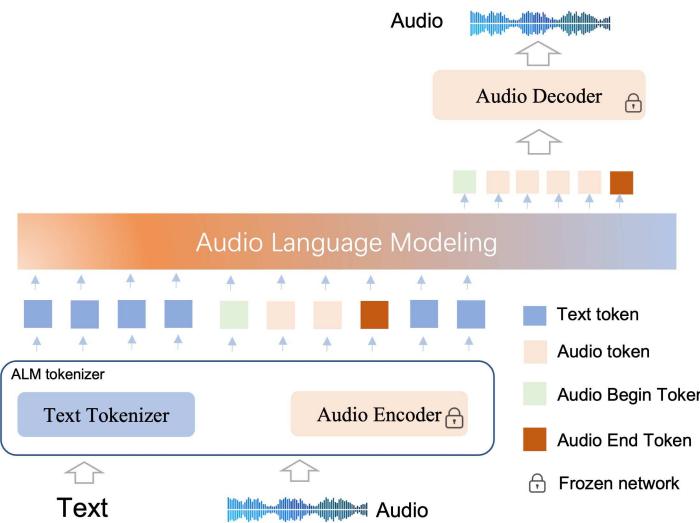 Audio
Audio Decoder
Audio Language Modeling
Text token
ALM tokenizer
Audio token
Text Tokenizer
Audio Encoder
Audio Begin Token
Audio End Token
Frozen network
Text
Audio